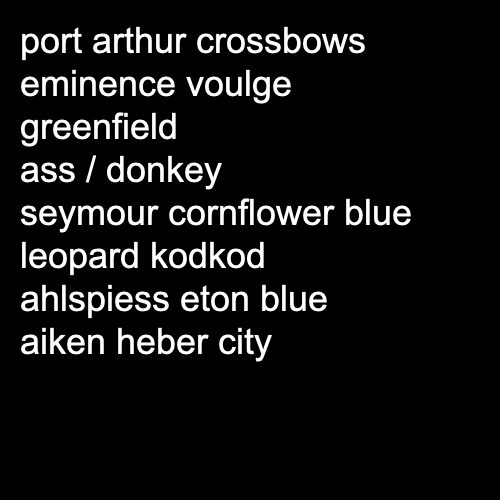 port arthur crossbows
eminence voulge
greenfield
ass / donkey
seymour cornflower blue
leopard kodkod
ahlspiess eton blue
aiken heber city